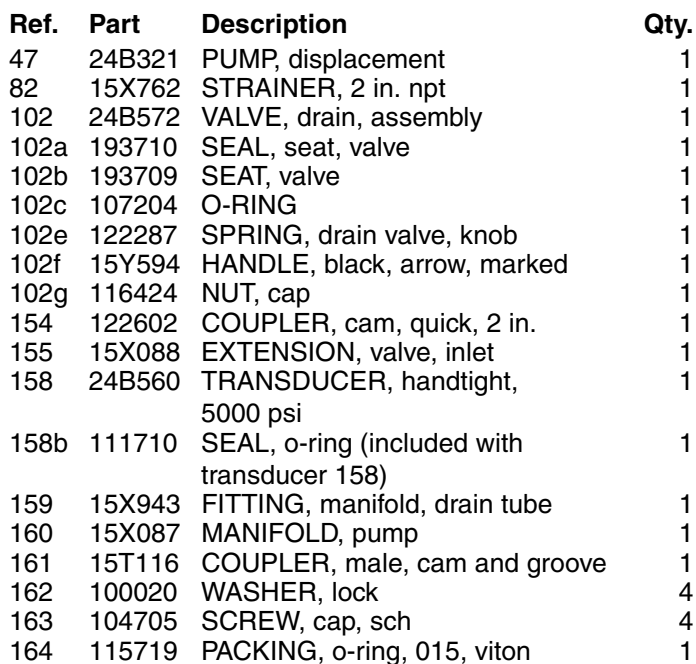 Ref. Part Description Qty.
47 24B321 PUMP, displacement 1
82 15X762 STRAINER, 2 in. npt 1
102 24B572 VALVE, drain, assembly 1
102a 193710 SEAL, seat, valve 1
102b 193709 SEAT, valve 1
102c 107204 O-RING 1
102e 122287 SPRING, drain valve, knob 1
102f 15Y594 HANDLE, black, arrow, marked 1
102g 116424 NUT, cap 1
154 122602 COUPLER, cam, quick, 2 in. 1
155 15X088 EXTENSION, valve, inlet 1
158 24B560 TRANSDUCER, handtight, 1
5000 psi
158b 111710 SEAL, o-ring (included with 1
transducer 158)
159 15X943 FITTING, manifold, drain tube 1
160 15X087 MANIFOLD, pump 1
161 15T116 COUPLER, male, cam and groove 1
162 100020 WASHER, lock 4
163 104705 SCREW, cap, sch 4
164 115719 PACKING, o-ring, 015, viton 1